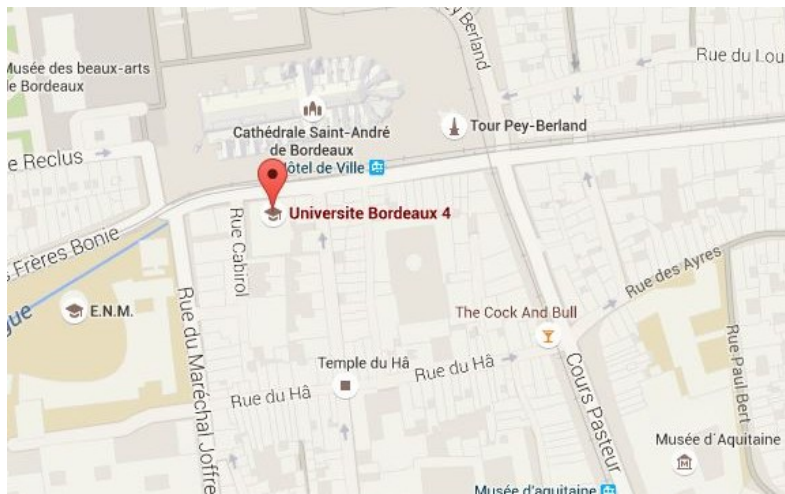 ey Berland
Rue du Lou
Musée des beaux-arts
de Bordeaux
Tour Pey-Berland
Cathédrale Saint-André
de Bordeaux
Hôtel de Ville
e Reclus
Universite Bordeaux 4
s Frères Bonie
Rue Cabirol
Rue des Ayres
gue
E.N.M.
The Cock And Bull
Rue du Maréchal Joffre
Temple du Hâ
Rue du Hâ
Rue du Hâ
Cours Pasteur
Rue Paul Bert
Musée d'Aquitaine
Musée d'aquitaine